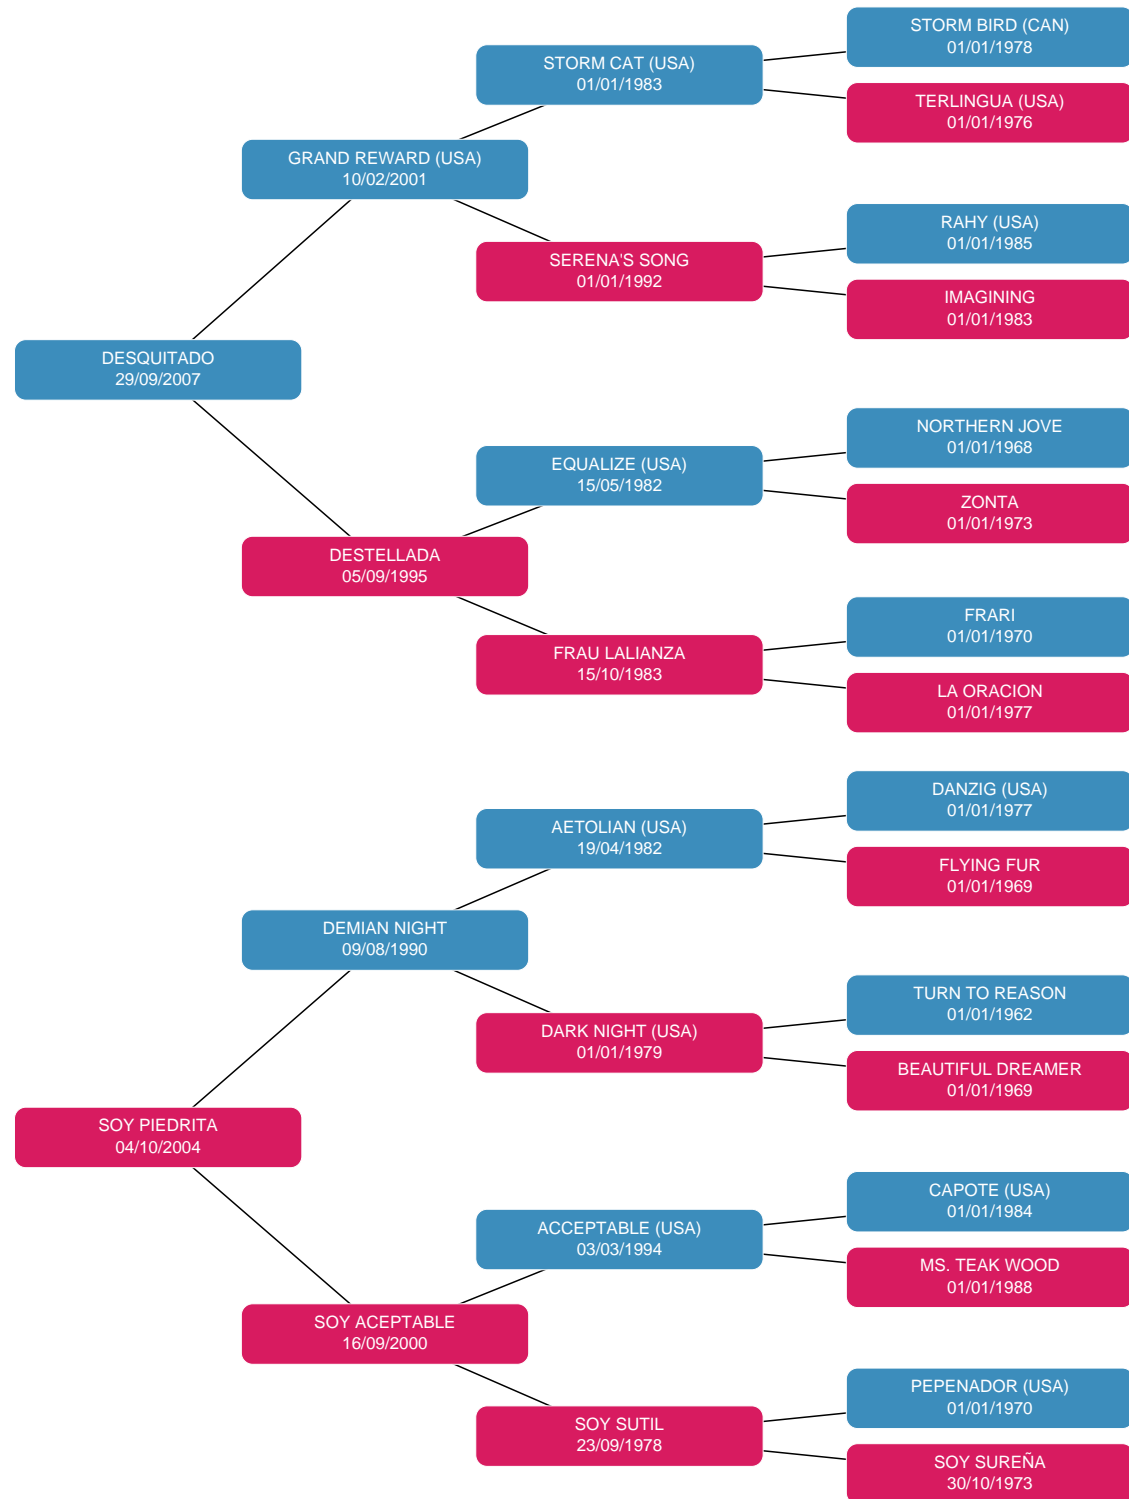 STORM BIRD (CAN)
01/01/1978
STORM CAT (USA)
01/01/1983
TERLINGUA (USA)
01/01/1976
GRAND REWARD (USA)
10/02/2001
RAHY (USA)
01/01/1985
SERENA'S SONG
01/01/1992
IMAGINING
01/01/1983
DESQUITADO
29/09/2007
NORTHERN JOVE
01/01/1968
EQUALIZE (USA)
15/05/1982
ZONTA
01/01/1973
DESTELLADA
05/09/1995
FRARI
01/01/1970
FRAU LALIANZA
15/10/1983
LA ORACION
01/01/1977
DANZIG (USA)
01/01/1977
AETOLIAN (USA)
19/04/1982
FLYING FUR
01/01/1969
DEMIAN NIGHT
09/08/1990
TURN TO REASON
01/01/1962
DARK NIGHT (USA)
01/01/1979
BEAUTIFUL DREAMER
01/01/1969
SOY PIEDRITA
04/10/2004
CAPOTE (USA)
01/01/1984
ACCEPTABLE (USA)
03/03/1994
MS. TEAK WOOD
01/01/1988
SOY ACEPTABLE
16/09/2000
PEPENADOR (USA)
01/01/1970
SOY SUTIL
23/09/1978
SOY SUREÑA
30/10/1973